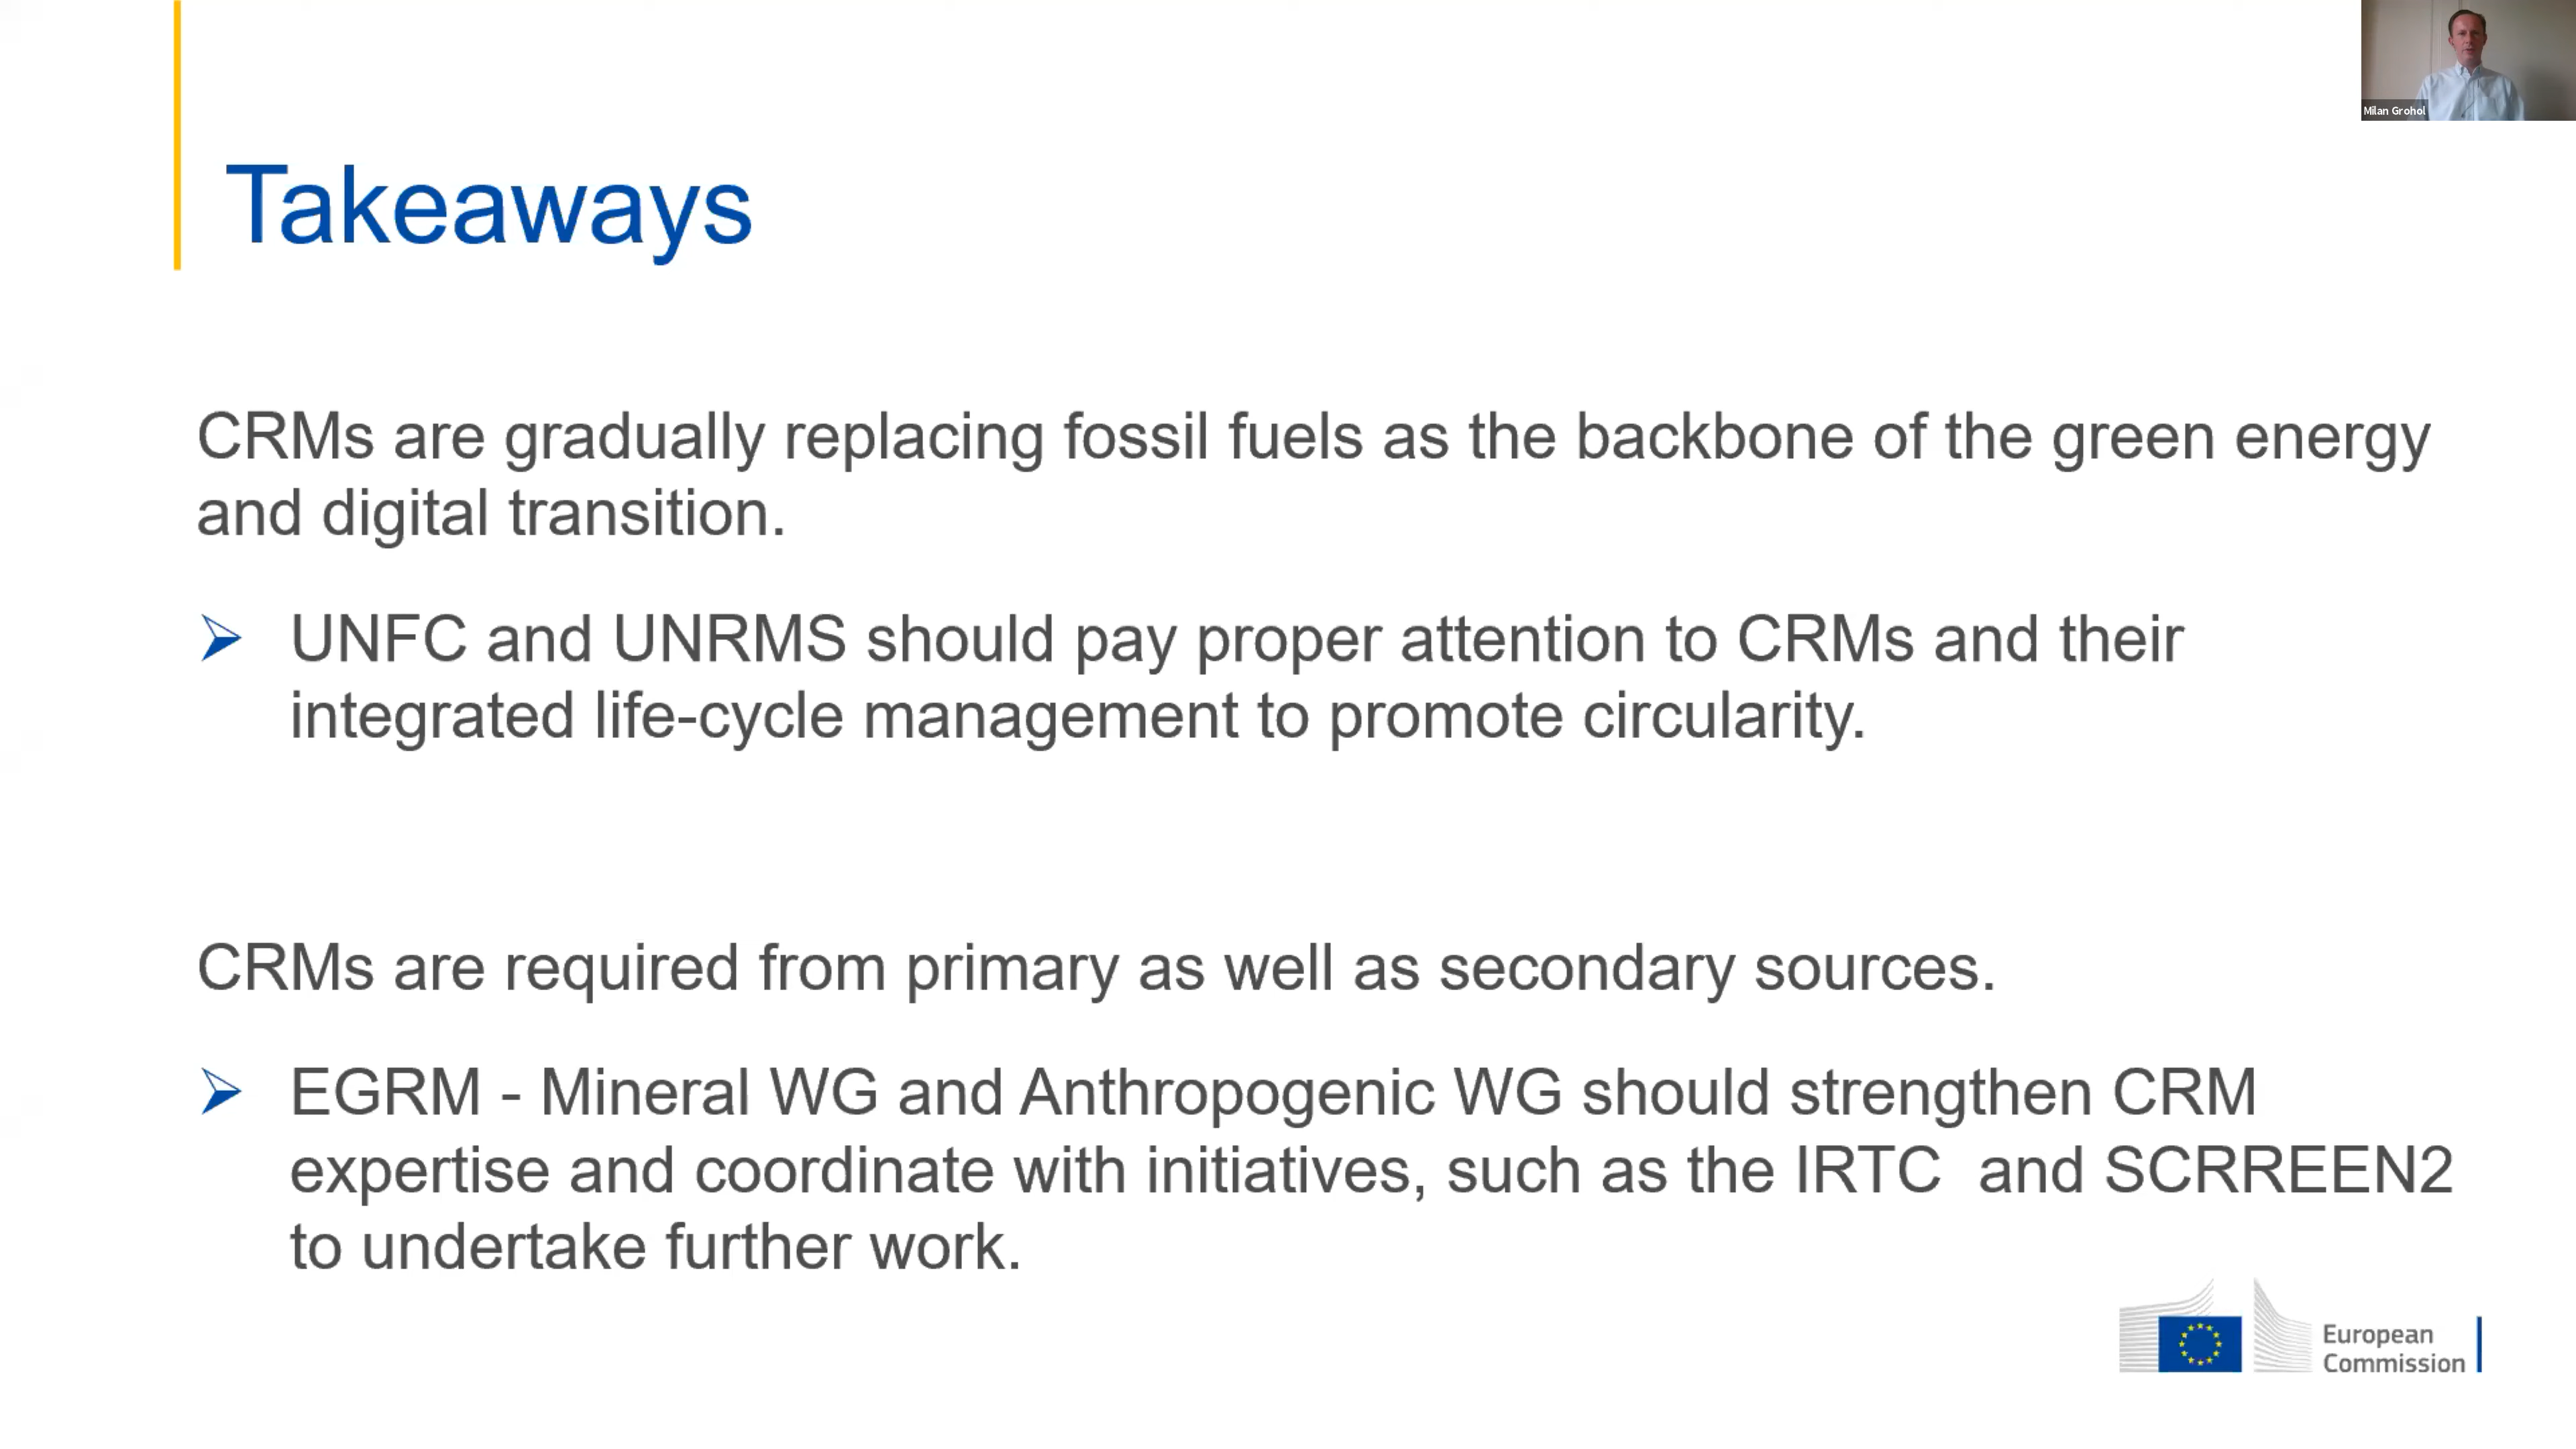 Milan Grohol
Takeaways
CRMs are gradually replacing fossil fuels as the backbone of the green energy
and digital transition.
UNFC and UNRMS should pay proper attention to CRMs and their
integrated life-cycle management to promote circularity.
CRMs are required from primary as well as secondary sources.
EGRM - Mineral WG and Anthropogenic WG should strengthen CRM
expertise and coordinate with initiatives, such as the IRTC  and SCRREEN2
to undertake further work.
European
Commission